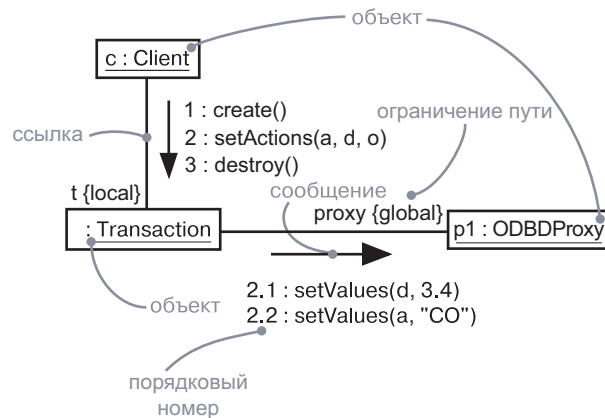 объект
c : Client
1 : create()
2 : setActions(a, d, o)
3 : destroy()
ограничение пути
ссылка
сообщение
t {local}
proxy {global}
: Transaction
p1 : ODBDProxy
2.1 : setValues(d, 3.4)
2.2 : setValues(a, "CO")
объект
порядковый
номер